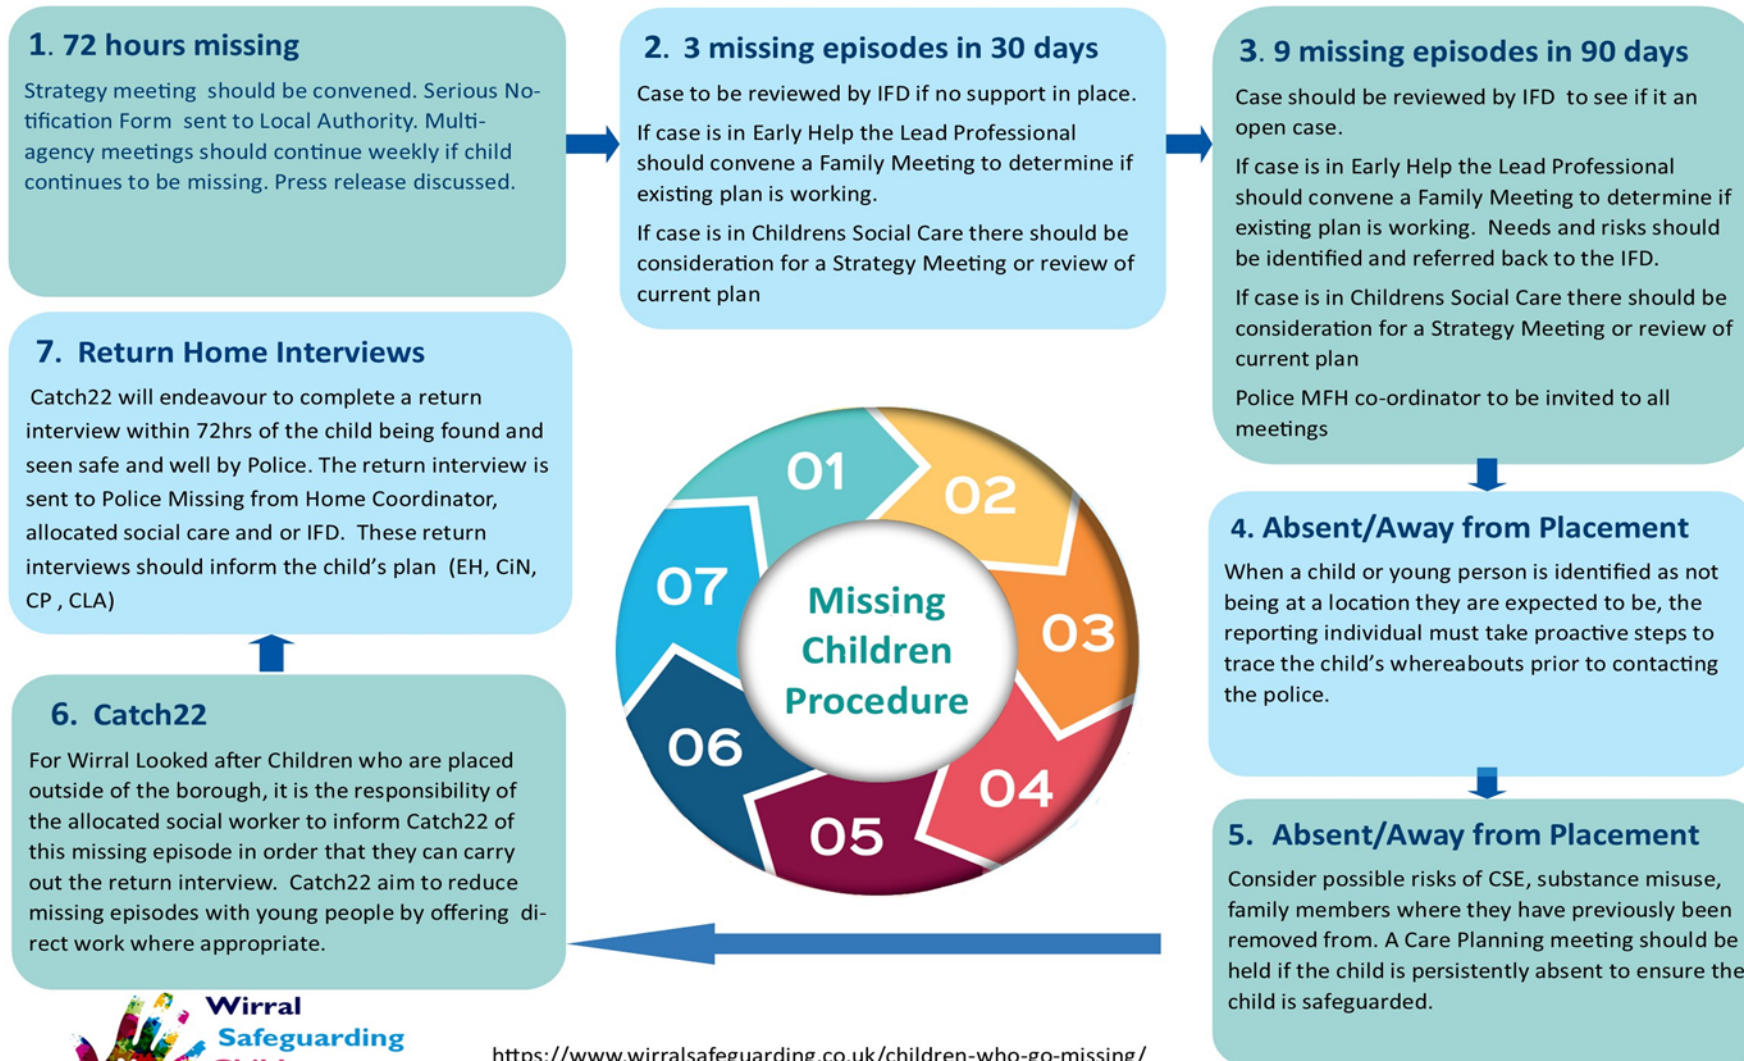 1. 72 hours missing
Strategy meeting should be convened. Serious No-
tification Form sent to Local Authority. Multi-
agency meetings should continue weekly if child
continues to be missing. Press release discussed.
2. 3 missing episodes in 30 days
Case to be reviewed by IFD if no support in place.
If case is in Early Help the Lead Professional
should convene a Family Meeting to determine if
existing plan is working.
If case is in Childrens Social Care there should be
consideration for a Strategy Meeting or review of
current plan
3. 9 missing episodes in 90 days
Case should be reviewed by IFD to see if it an
open case.
If case is in Early Help the Lead Professional
should convene a Family Meeting to determine if
existing plan is working. Needs and risks should
be identified and referred back to the IFD.
If case is in Childrens Social Care there should be
consideration for a Strategy Meeting or review of
current plan
Police MFH co-ordinator to be invited to all
meetings
4. Absent/Away from Placement
When a child or young person is identified as not
being at a location they are expected to be, the
reporting individual must take proactive steps to
trace the child's whereabouts prior to contacting
the police.
5. Absent/Away from Placement
Consider possible risks of CSE, substance misuse,
family members where they have previously been
removed from. A Care Planning meeting should be
held if the child is persistently absent to ensure the
child is safeguarded.
6. Catch22
For Wirral Looked after Children who are placed
outside of the borough, it is the responsibility of
the allocated social worker to inform Catch22 of
this missing episode in order that they can carry
out the return interview. Catch22 aim to reduce
missing episodes with young people by offering di-
rect work where appropriate.
7. Return Home Interviews
Catch22 will endeavour to complete a return
interview within 72hrs of the child being found and
seen safe and well by Police. The return interview is
sent to Police Missing from Home Coordinator,
allocated social care and or IFD. These return
interviews should inform the child's plan (EH, CiN,
CP , CLA)
01
02
03
04
05
06
07
Missing
Children
Procedure
Wirral
Safeguarding
https://www.wirralsafeguarding.co.uk/children-who-go-missing/